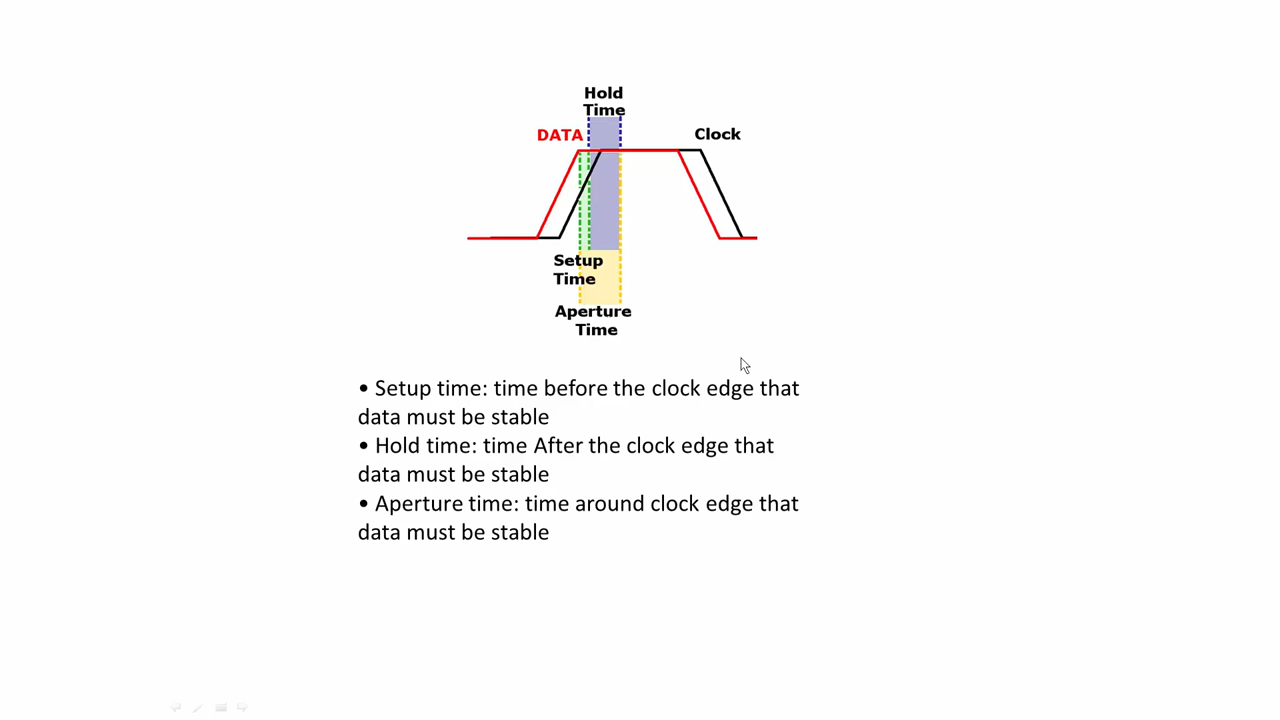 Hold
Time
DATA
Clock
Setup
Time
Aperture
Time
• Setup time: time before the clock edge that
data must be stable
• Hold time: time After the clock edge that
data must be stable
• Aperture time: time around clock edge that
data must be stable